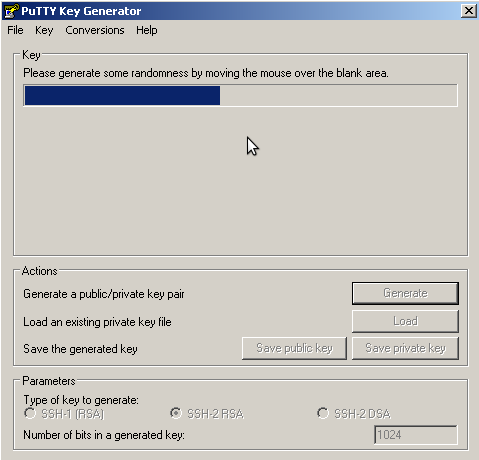 PuTTY Key Generator
File Key Conversions Help
Key
Please generate some randomness by moving the mouse over the blank area.
Actions
Generate a public/private key pair
Generate
Load an existing private key file
Load
Save the generated key
Save public key
Save private key
Parameters
Type of key to generate:
SSH-1 (RSA)
SSH-2 RSA
SSH-2 DSA
Number of bits in a generated key:
1024